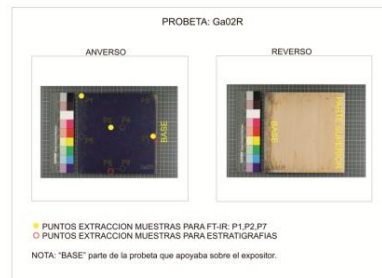 PROBETA: Ga02R
ANVERSO
REVERSO
BASE
BASE
PUNTOS EXTRACCION MUESTRAS PARA FT-IR: P1,P2,P7
PUNTOS EXTRACCION MUESTRAS PARA ESTRATIGRAFIAS
NOTA: "BASE" parte de la probeta que apoyaba sobre el expositor.